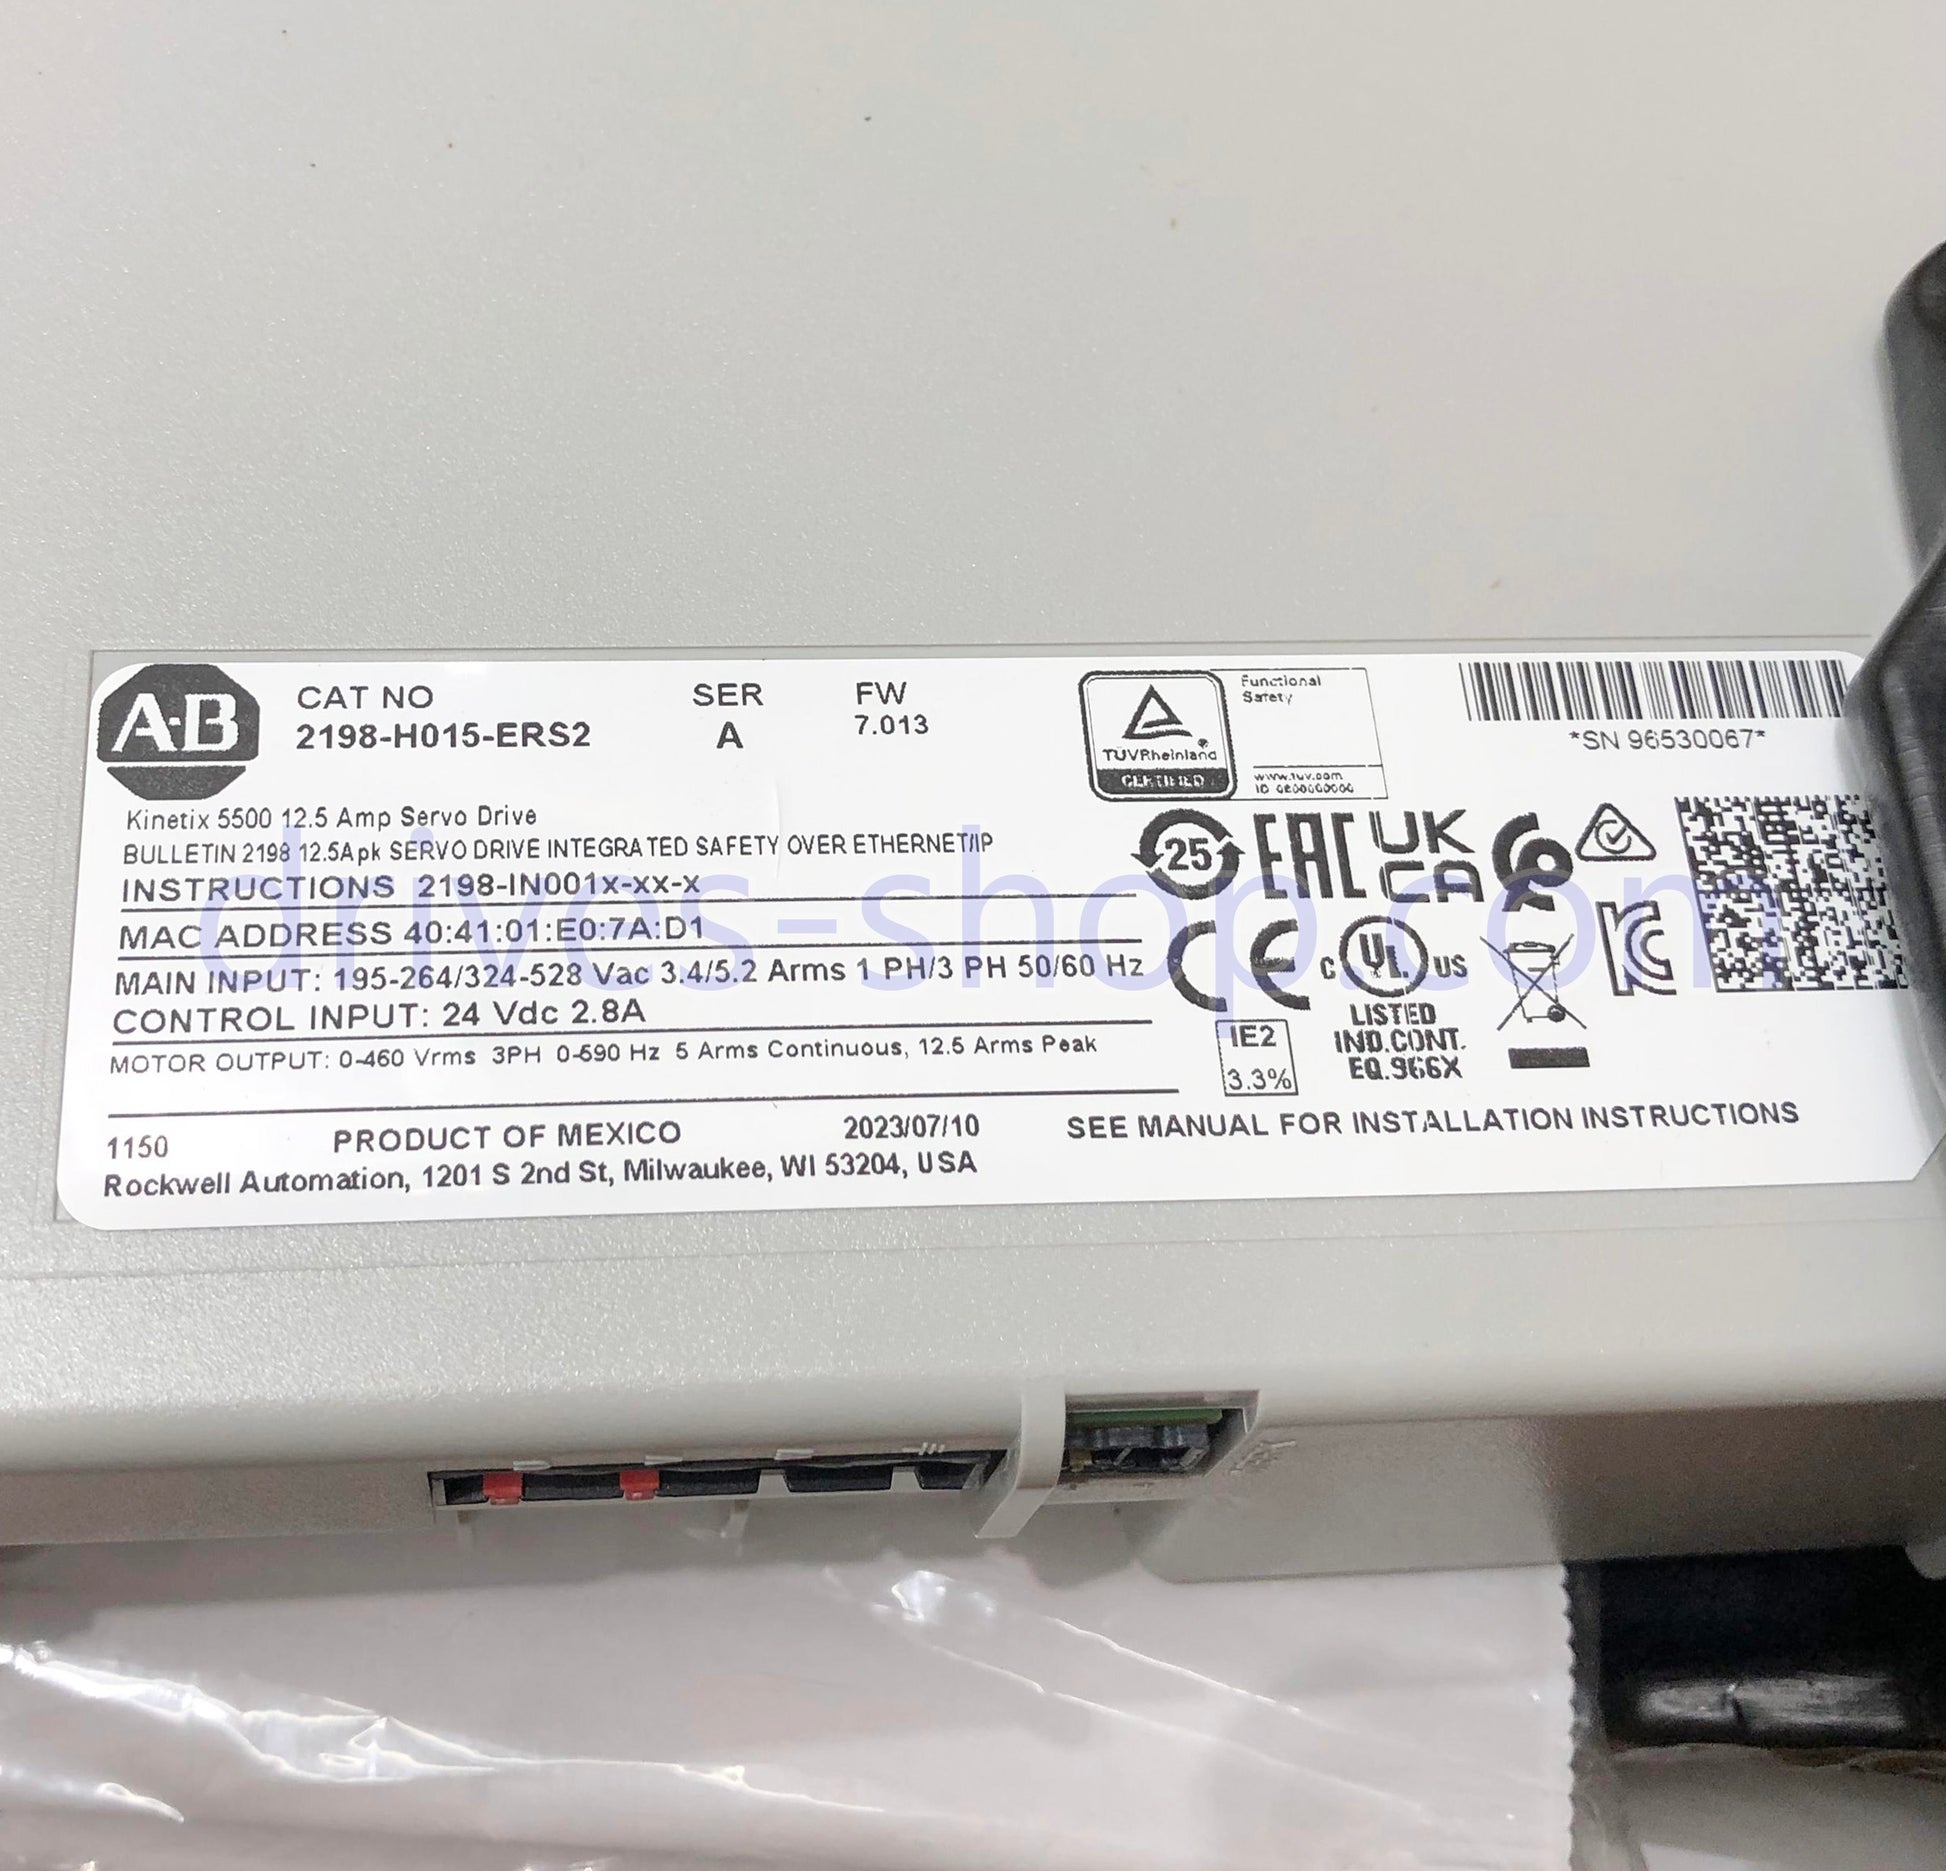 A-B
CAT NO
2198-H015-ERS2
SER
A
FW
7.013
TÜVRheinland
CERTIFIED
Functional
Safety
www.tuv.com
*SN 96530067*
Kinetix 5500 12.5 Amp Servo Drive
BULLETIN 2198 12.5Apk SERVO DRIVE INTEGRATED SAFETY OVER ETHERNET/IP
INSTRUCTIONS 2198-IN001x-xx-x
MAC ADDRESS 40:41:01:E0:7A:D1
MAIN INPUT: 195-264/324-528 Vac 3.4/5.2 Arms 1 PH/3 PH 50/60 Hz
CONTROL INPUT: 24 Vdc 2.8A
MOTOR OUTPUT: 0-460 Vrms 3PH 0-590 Hz 5 Arms Continuous, 12.5 Arms Peak
25
EAC
UK
CA
CE
C UL US
LISTED
IND.CONT.
EQ.966X
IE2
3.3%
1150
PRODUCT OF MEXICO
2023/07/10
SEE MANUAL FOR INSTALLATION INSTRUCTIONS
Rockwell Automation, 1201 S 2nd St, Milwaukee, WI 53204, USA
drives-shop.com